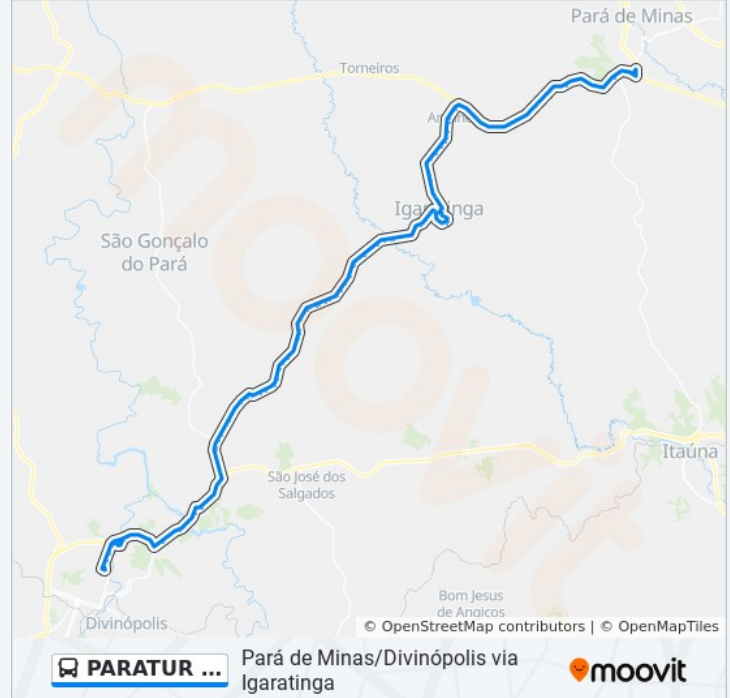 Pará de Minas
Torneiros
Igaratinga
São Gonçalo
do Pará
Itaúna
São José dos
Salgados
Bom Jesus
de Angicos
Divinópolis
© OpenStreetMap contributors | © OpenMapTiles
PARATUR ...
Pará de Minas/Divinópolis via
Igaratinga
moovit
moovit